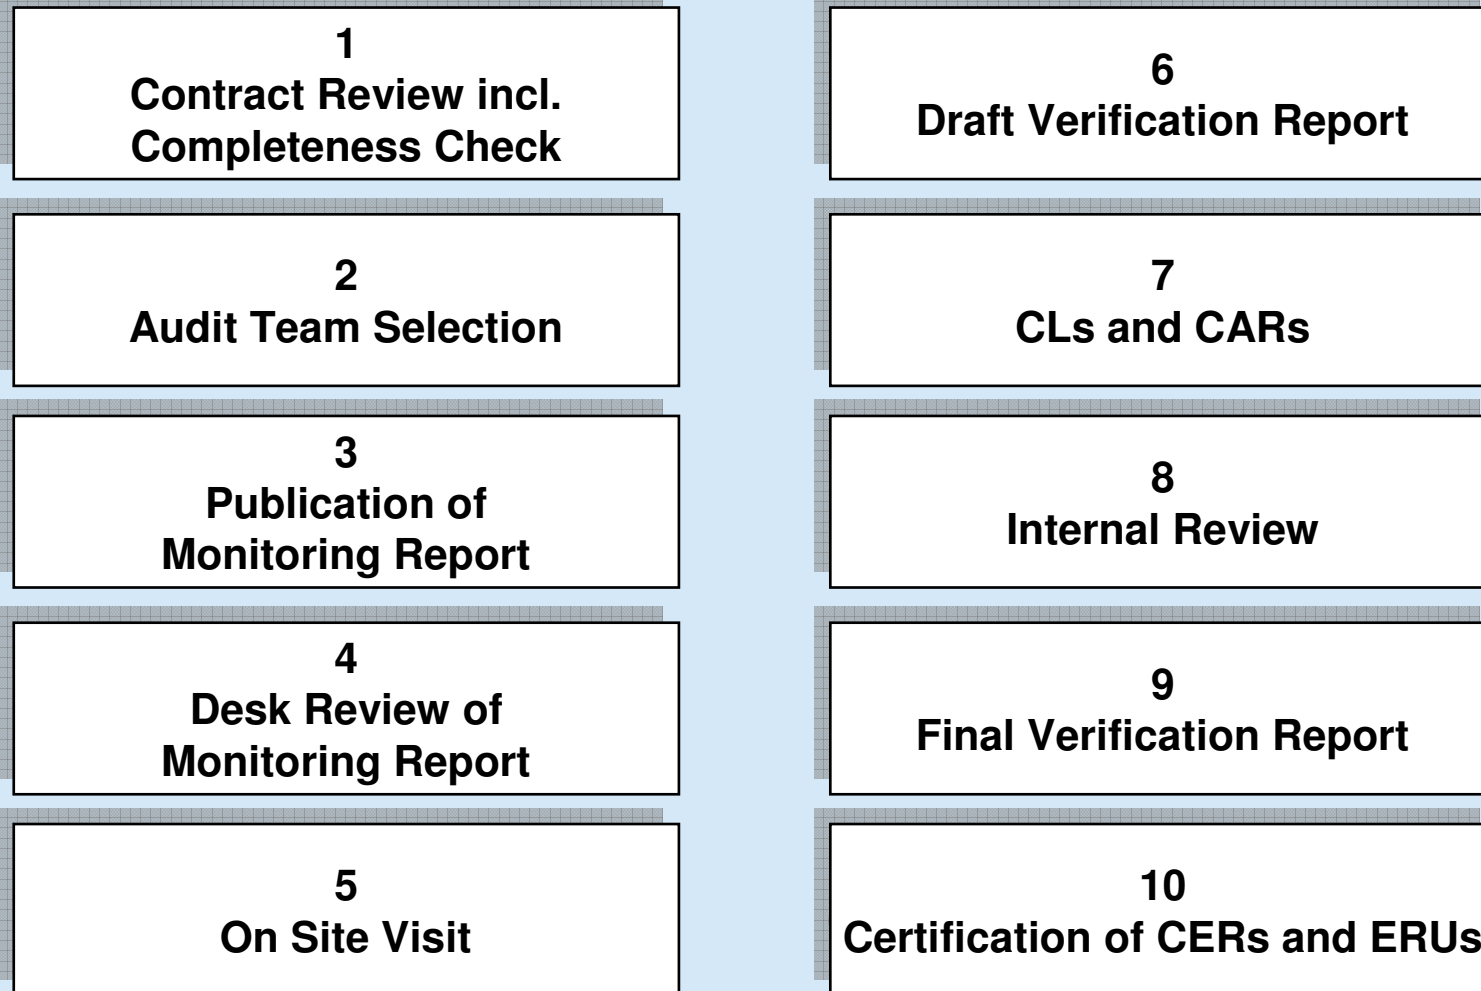 1
Contract Review incl.
Completeness Check
2
Audit Team Selection
3
Publication of
Monitoring Report
4
Desk Review of
Monitoring Report
5
On Site Visit
6
Draft Verification Report
7
CLs and CARs
8
Internal Review
9
Final Verification Report
10
Certification of CERs and ERUs